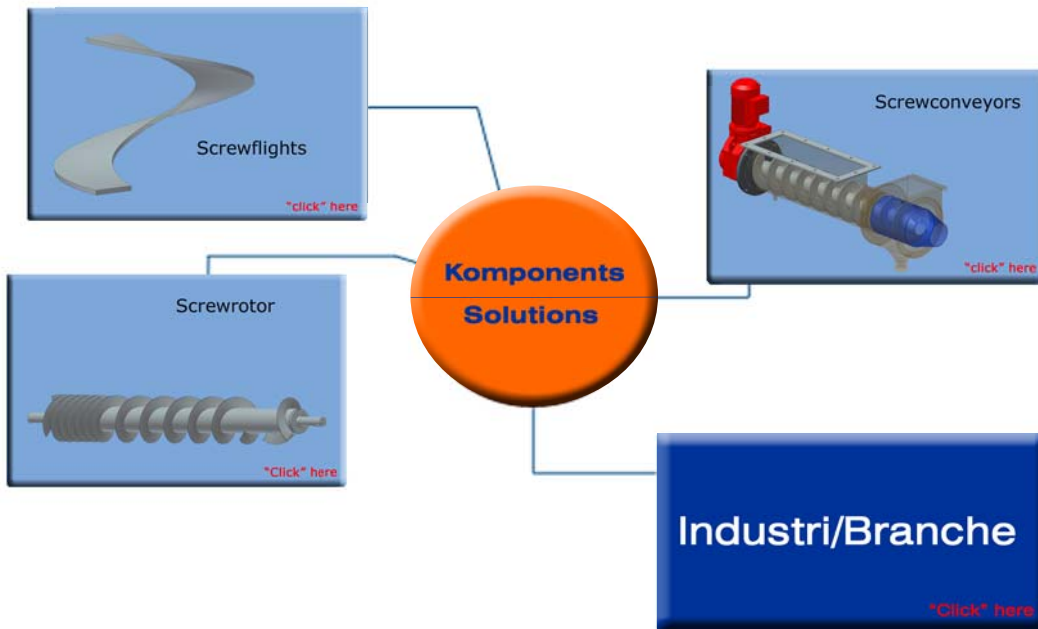 Screwflights
"click" here
Screwconveyors
"click" here
Komponents
Solutions
Screwrotor
"Click" here
Industri/Branche
"Click" here